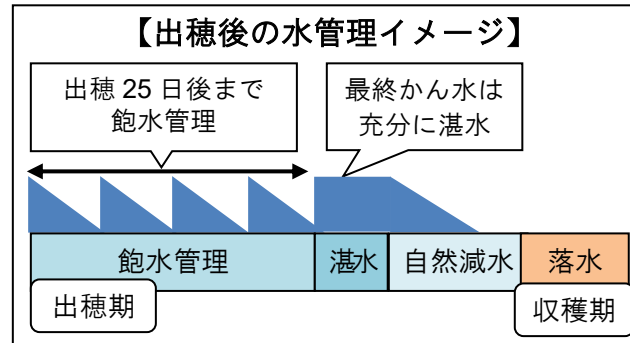 【出穂後の水管理イメージ】
出穂 25 日後まで
飽水管理
最終かん水は
充分に湛水
飽水管理
湛水
自然減水
落水
出穂期
収穫期